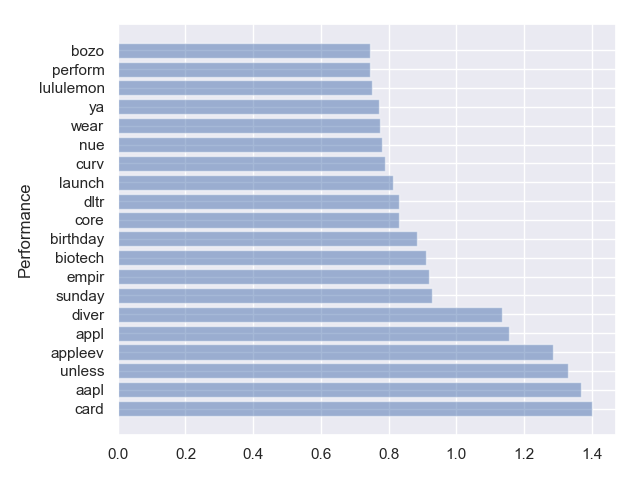 bozo
perform
lululemon
ya
wear
nue
curv
launch
dltr
core
birthday
biotech
empir
sunday
diver
appl
appleev
unless
aapl
card
Performance
0.0 0.2 0.4 0.6 0.8 1.0 1.2 1.4